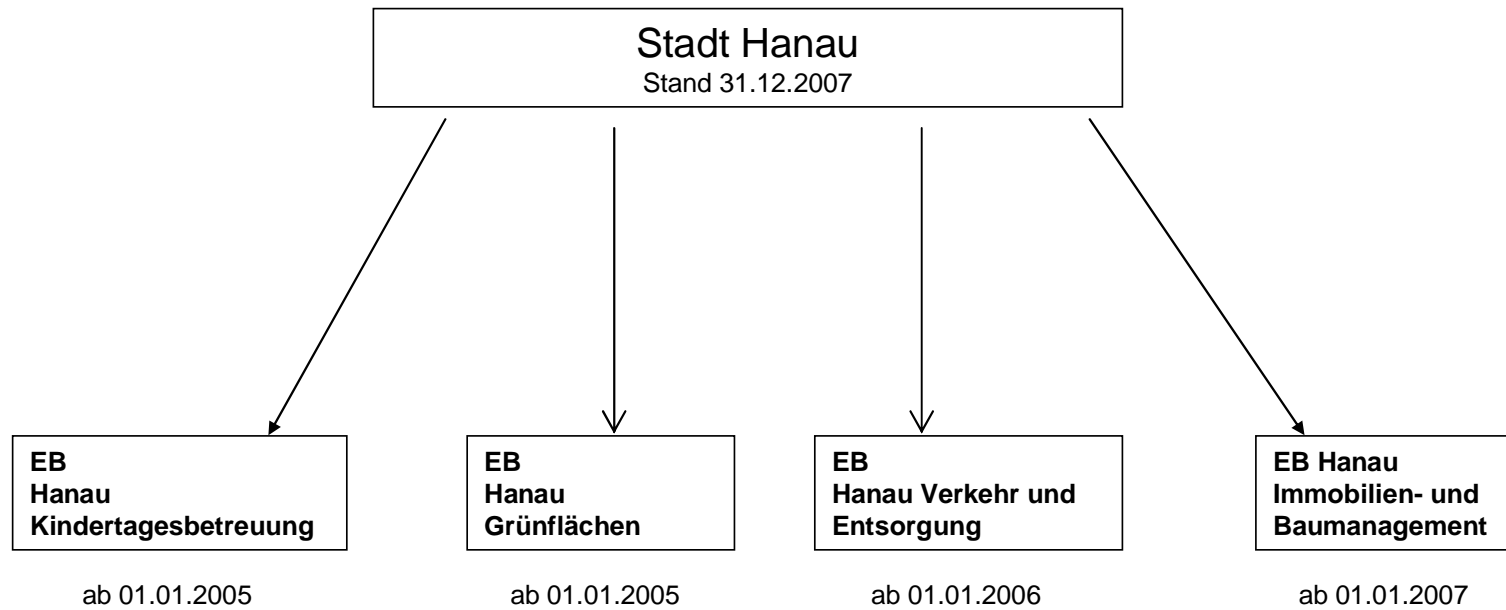 Stadt Hanau
Stand 31.12.2007
EB
Hanau
Kindertagesbetreuung
ab 01.01.2005
EB
Hanau
Grünflächen
ab 01.01.2005
EB
Hanau Verkehr und
Entsorgung
ab 01.01.2006
EB Hanau
Immobilien- und
Baumanagement
ab 01.01.2007